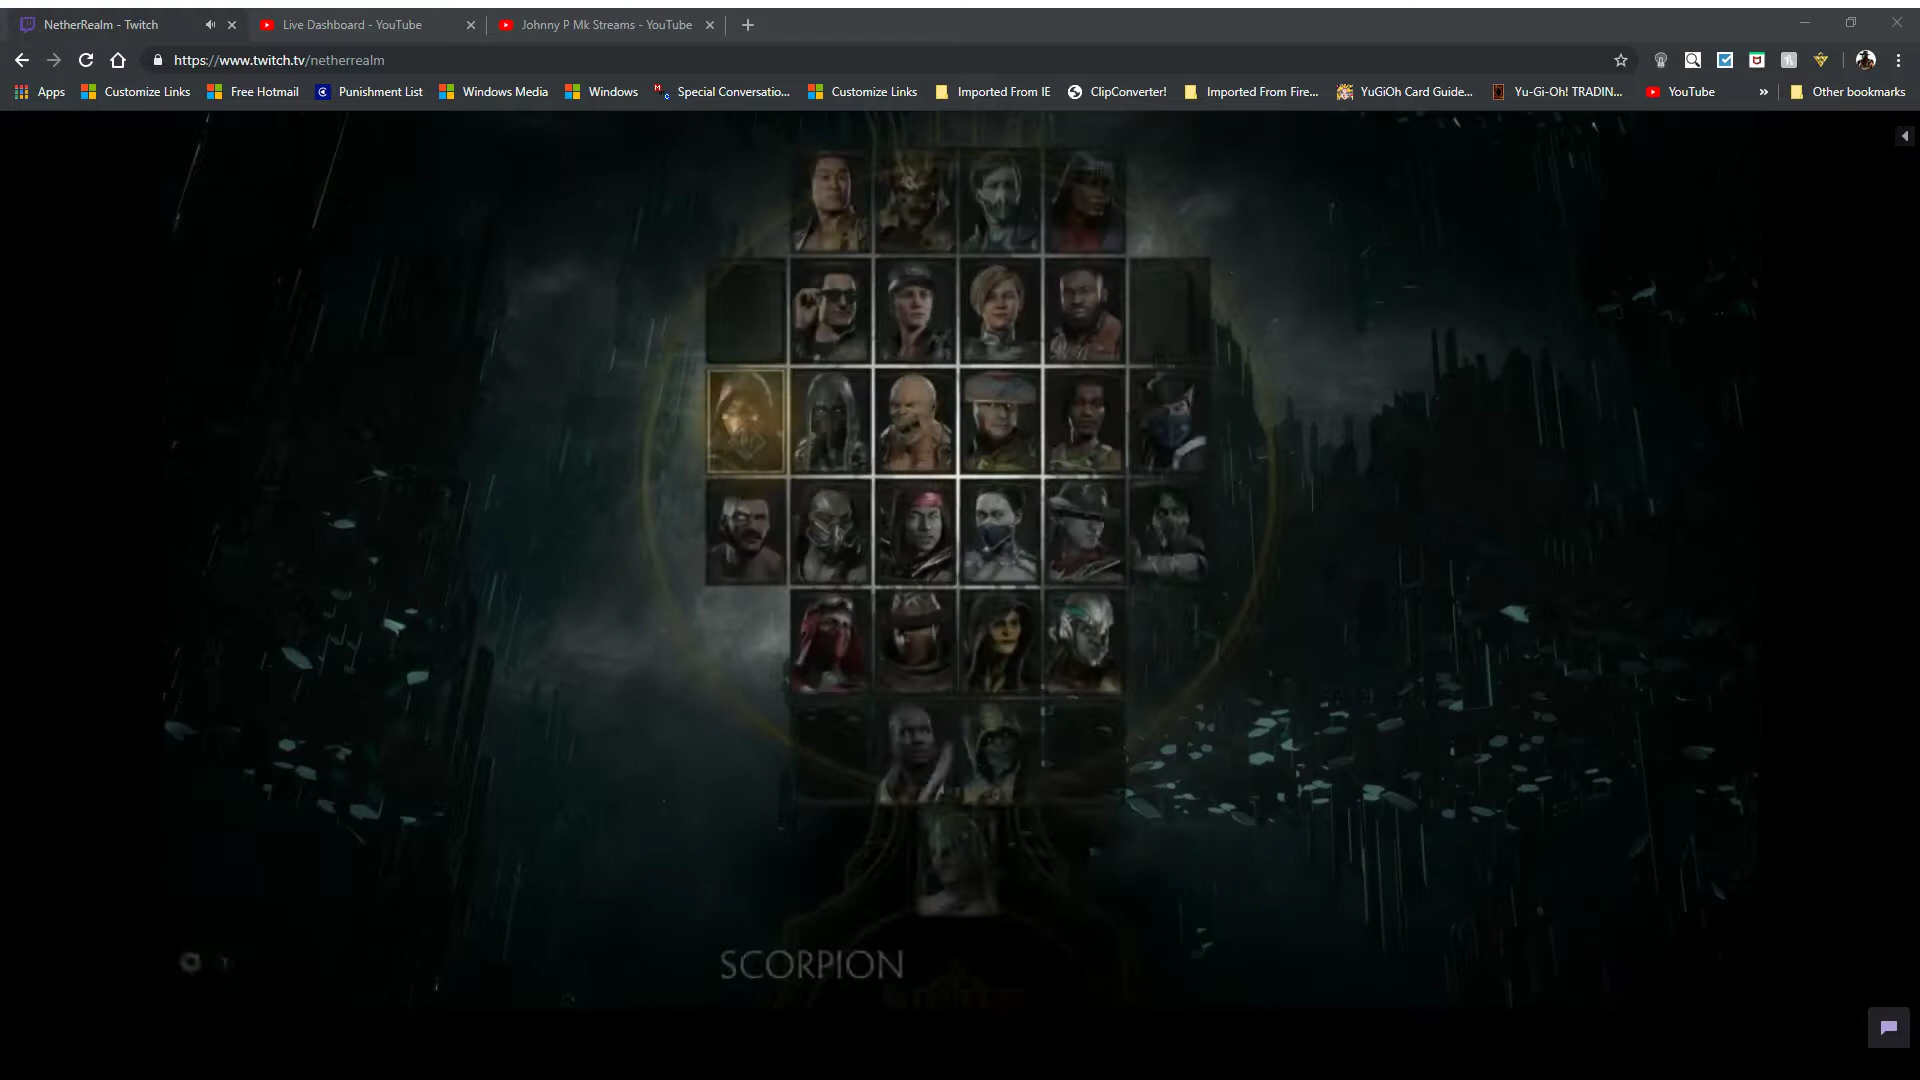 NetherRealm - Twitch
Live Dashboard - YouTube
Johnny P Mk Streams - YouTube
https://www.twitch.tv/netherrealm
Apps
Customize Links
Free Hotmail
Punishment List
Windows Media
Windows
Special Conversatio...
Customize Links
Imported From IE
ClipConverter!
Imported From Fire...
YuGiOh Card Guide...
Yu-Gi-Oh! TRADIN...
YouTube
»
Other bookmarks
SCORPION